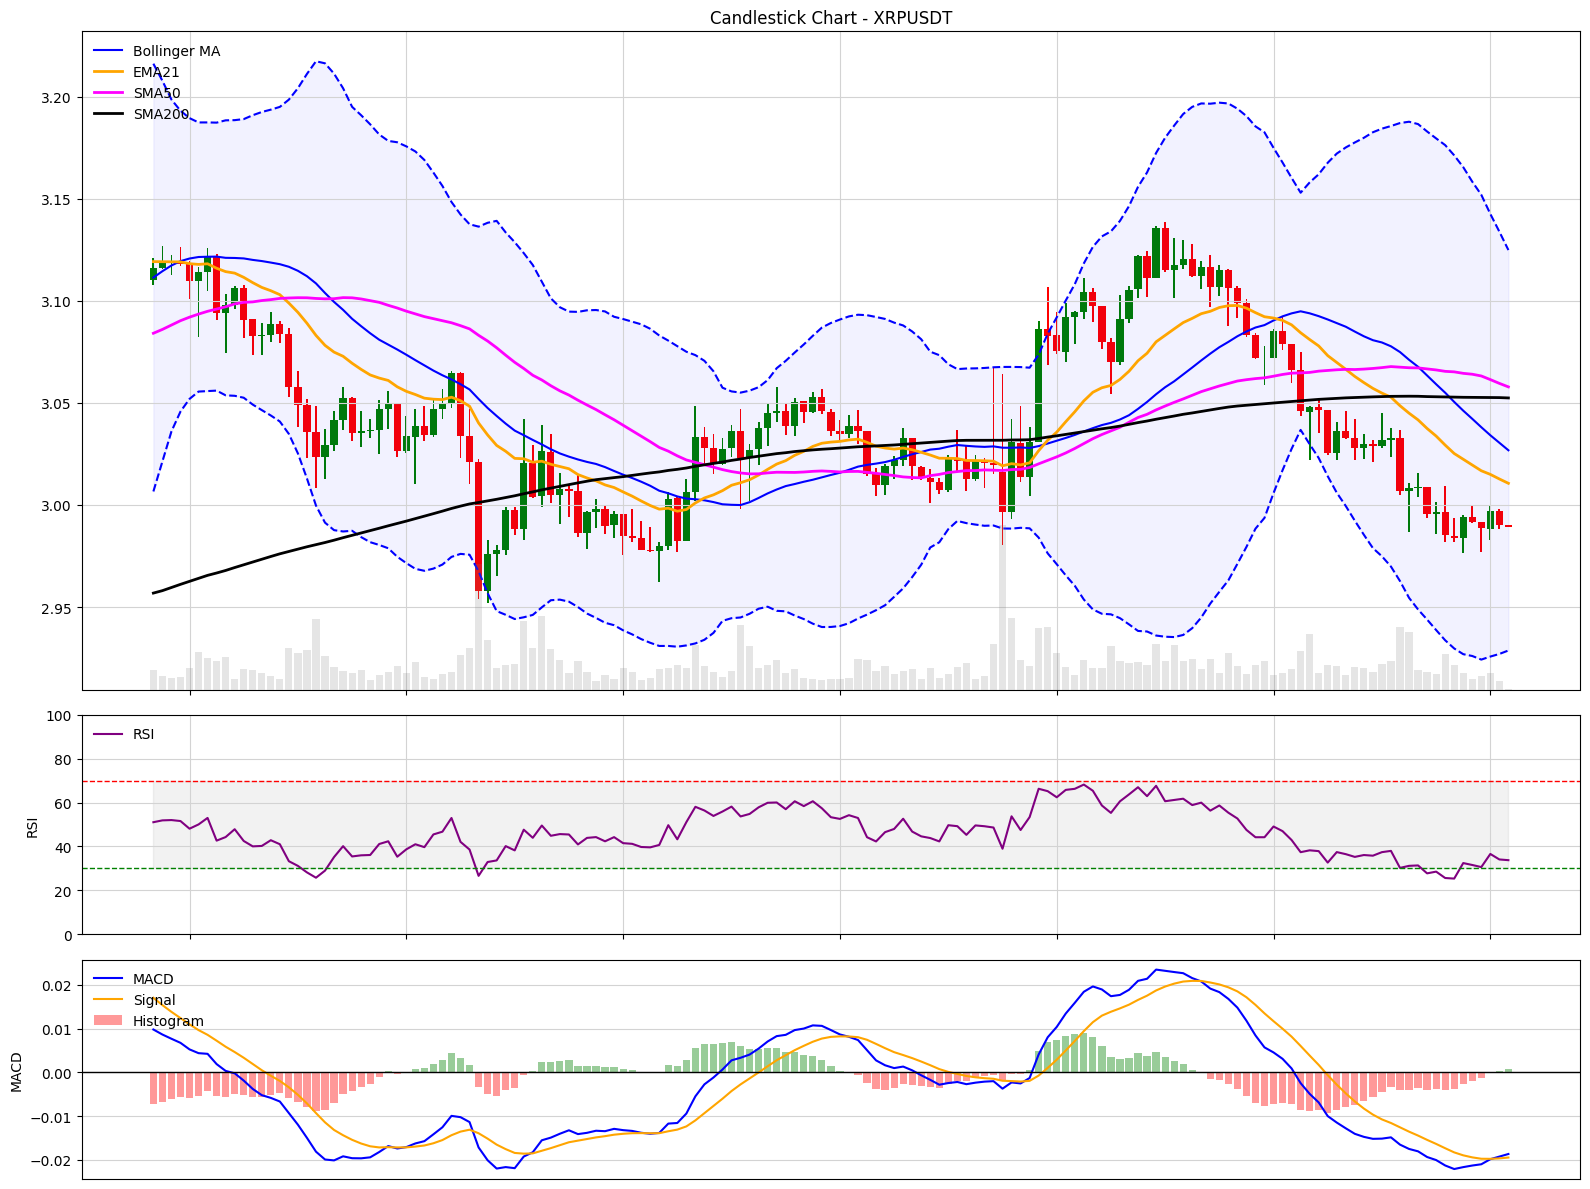 Candlestick Chart - XRPUSDT
Bollinger MA
EMA21
SMA50
SMA200
3.20
3.15
3.10
3.05
3.00
2.95
RSI
RSI
100
80
60
40
20
0
MACD
Signal
Histogram
MACD
0.02
0.01
0.00
−0.01
−0.02